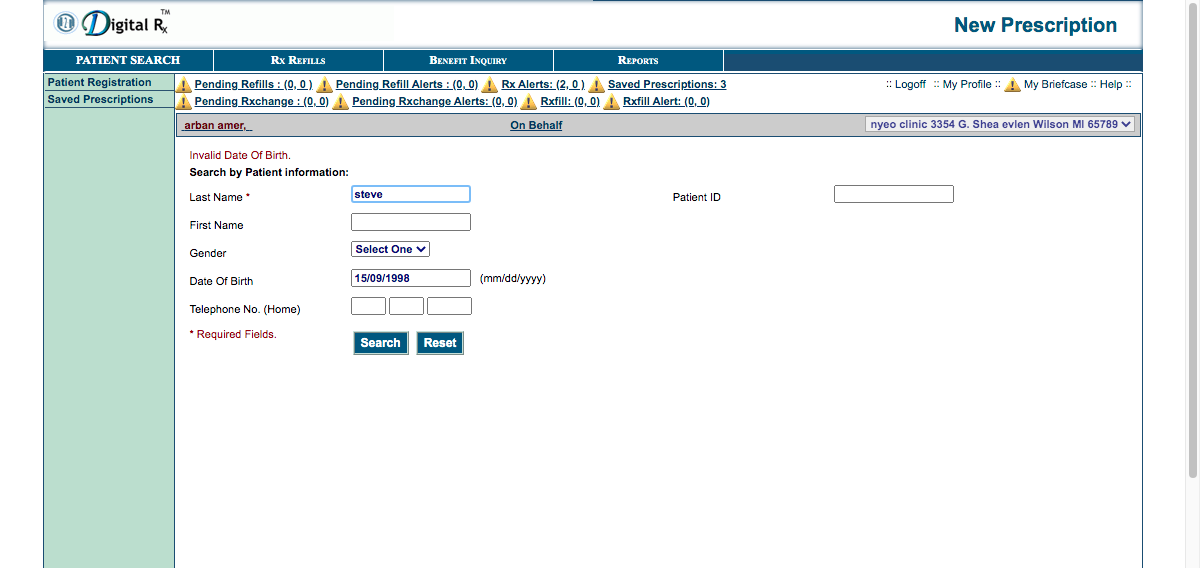 Digital Rx TM
New Prescription
PATIENT SEARCH RX REFILLS BENEFIT INQUIRY REPORTS
Patient Registration
Saved Prescriptions
Pending Refills : (0, 0 ) Pending Refill Alerts : (0, 0) Rx Alerts: (2, 0 ) Saved Prescriptions: 3
Pending Rxchange : (0, 0) Pending Rxchange Alerts: (0, 0) Rxfill: (0, 0) Rxfill Alert: (0, 0)
:: Logoff :: My Profile :: My Briefcase :: Help ::
arban amer, On Behalf nyeo clinic 3354 G. Shea evlen Wilson MI 65789
Invalid Date Of Birth.
Search by Patient information:
Last Name * steve Patient ID
First Name
Gender Select One
Date Of Birth 15/09/1998 (mm/dd/yyyy)
Telephone No. (Home)
* Required Fields.
Search Reset